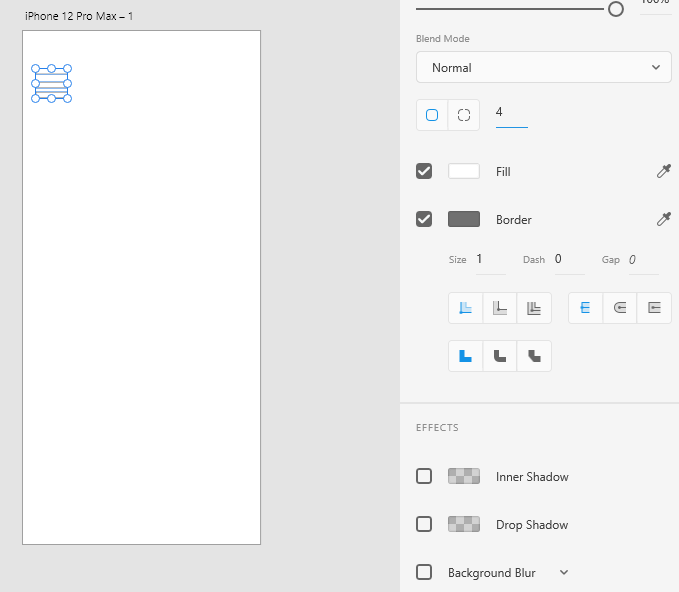 iPhone 12 Pro Max – 1
100%
Blend Mode
Normal
4
Fill
Border
Size 1 Dash 0 Gap 0
EFFECTS
Inner Shadow
Drop Shadow
Background Blur